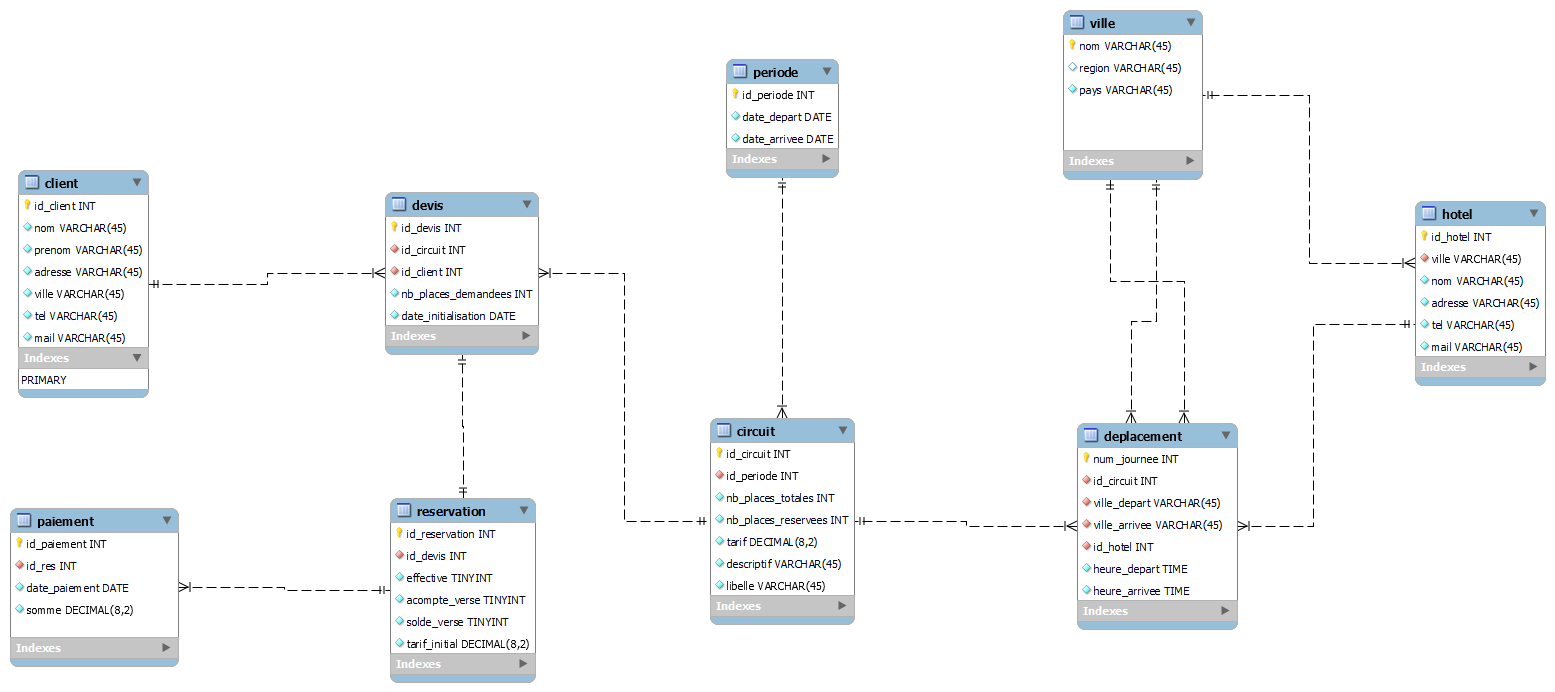 client
id_client INT
nom VARCHAR(45)
prenom VARCHAR(45)
adresse VARCHAR(45)
ville VARCHAR(45)
tel VARCHAR(45)
mail VARCHAR(45)
Indexes
PRIMARY
paiement
id_paiement INT
id_res INT
date_paiement DATE
somme DECIMAL(8,2)
Indexes
devis
id_devis INT
id_circuit INT
id_client INT
nb_places_demandees INT
date_initialisation DATE
Indexes
reservation
id_reservation INT
id_devis INT
effective TINYINT
acompte_verse TINYINT
solde_verse TINYINT
tarif_initial DECIMAL(8,2)
Indexes
periode
id_periode INT
date_depart DATE
date_arrivee DATE
Indexes
circuit
id_circuit INT
id_periode INT
nb_places_totales INT
nb_places_reservees INT
tarif DECIMAL(8,2)
descriptif VARCHAR(45)
libelle VARCHAR(45)
Indexes
ville
nom VARCHAR(45)
region VARCHAR(45)
pays VARCHAR(45)
Indexes
deplacement
num_journee INT
id_circuit INT
ville_depart VARCHAR(45)
ville_arrivee VARCHAR(45)
id_hotel INT
heure_depart TIME
heure_arrivee TIME
Indexes
hotel
id_hotel INT
ville VARCHAR(45)
nom VARCHAR(45)
adresse VARCHAR(45)
tel VARCHAR(45)
mail VARCHAR(45)
Indexes